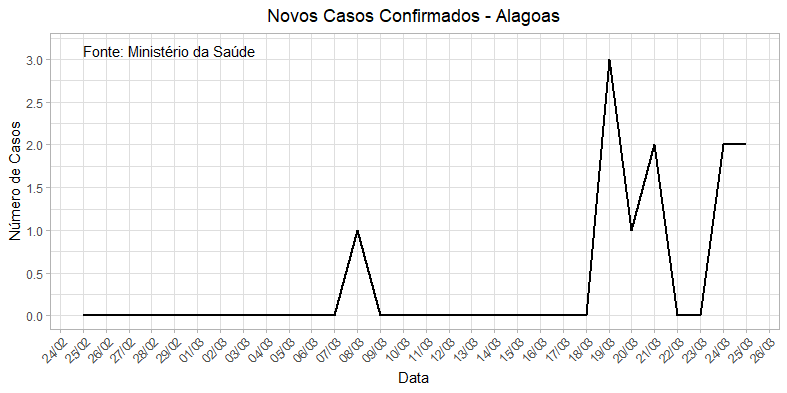 Novos Casos Confirmados - Alagoas
Fonte: Ministério da Saúde
Número de Casos
3.0
2.5
2.0
1.5
1.0
0.5
0.0
24/02 25/02 26/02 27/02 28/02 29/02 01/03 02/03 03/03 04/03 05/03 06/03 07/03 08/03 09/03 10/03 11/03 12/03 13/03 14/03 15/03 16/03 17/03 18/03 19/03 20/03 21/03 22/03 23/03 24/03 25/03 26/03
Data